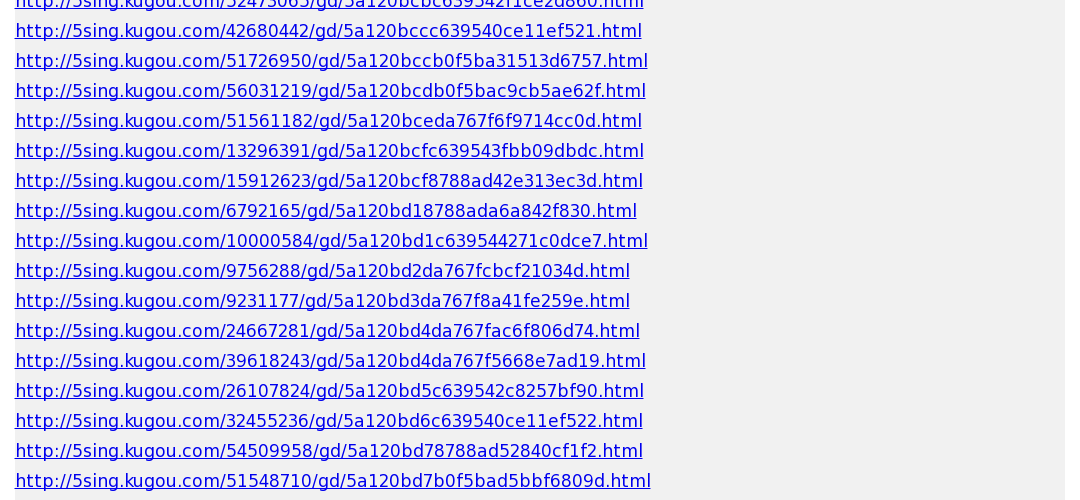 http://5sing.kugou.com/52473065/gd/5a120bcbc639542f1ce2d860.html
http://5sing.kugou.com/42680442/gd/5a120bccc639540ce11ef521.html
http://5sing.kugou.com/51726950/gd/5a120bccb0f5ba31513d6757.html
http://5sing.kugou.com/56031219/gd/5a120bcdb0f5bac9cb5ae62f.html
http://5sing.kugou.com/51561182/gd/5a120bceda767f6f9714cc0d.html
http://5sing.kugou.com/13296391/gd/5a120bcfc639543fbb09dbdc.html
http://5sing.kugou.com/15912623/gd/5a120bcf8788ad42e313ec3d.html
http://5sing.kugou.com/6792165/gd/5a120bd18788ada6a842f830.html
http://5sing.kugou.com/10000584/gd/5a120bd1c639544271c0dce7.html
http://5sing.kugou.com/9756288/gd/5a120bd2da767fcbcf21034d.html
http://5sing.kugou.com/9231177/gd/5a120bd3da767f8a41fe259e.html
http://5sing.kugou.com/24667281/gd/5a120bd4da767fac6f806d74.html
http://5sing.kugou.com/39618243/gd/5a120bd4da767f5668e7ad19.html
http://5sing.kugou.com/26107824/gd/5a120bd5c639542c8257bf90.html
http://5sing.kugou.com/32455236/gd/5a120bd6c639540ce11ef522.html
http://5sing.kugou.com/54509958/gd/5a120bd78788ad52840cf1f2.html
http://5sing.kugou.com/51548710/gd/5a120bd7b0f5bad5bbf6809d.html